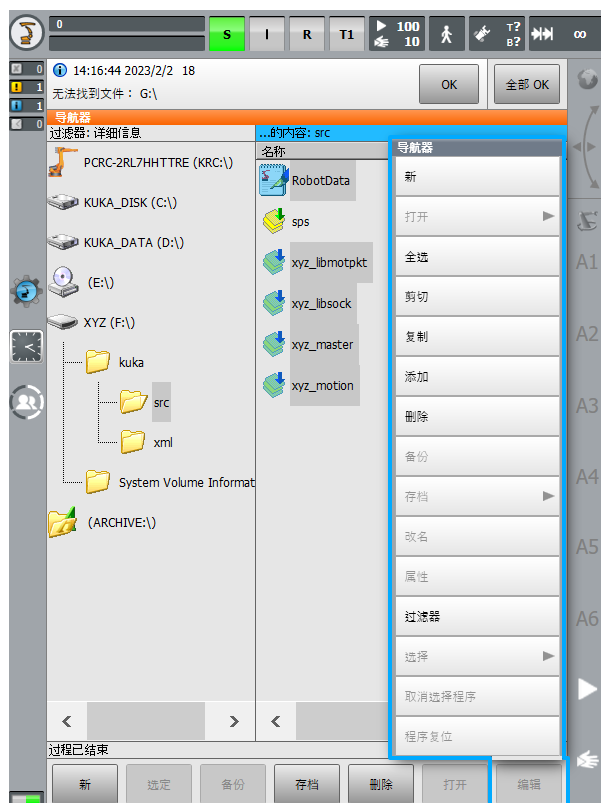 0
S
I
R
T1
100
10
T?
B?
∞
0
1
1
0
14:16:44 2023/2/2 18
无法找到文件： G:\
OK
全部 OK
导航器
过滤器: 详细信息
...的内容: src
名称
PCRC-2RL7HHTTRE (KRC:\)
KUKA_DISK (C:\)
KUKA_DATA (D:\)
(E:\)
XYZ (F:\)
kuka
src
xml
System Volume Informat
(ARCHIVE:\)
RobotData
sps
xyz_libmotpkt
xyz_libsock
xyz_master
xyz_motion
导航器
新
打开
全选
剪切
复制
添加
删除
备份
存档
改名
属性
过滤器
选择
取消选择程序
程序复位
A1
A2
A3
A4
A5
A6
过程已结束
新
选定
备份
存档
删除
打开
编辑